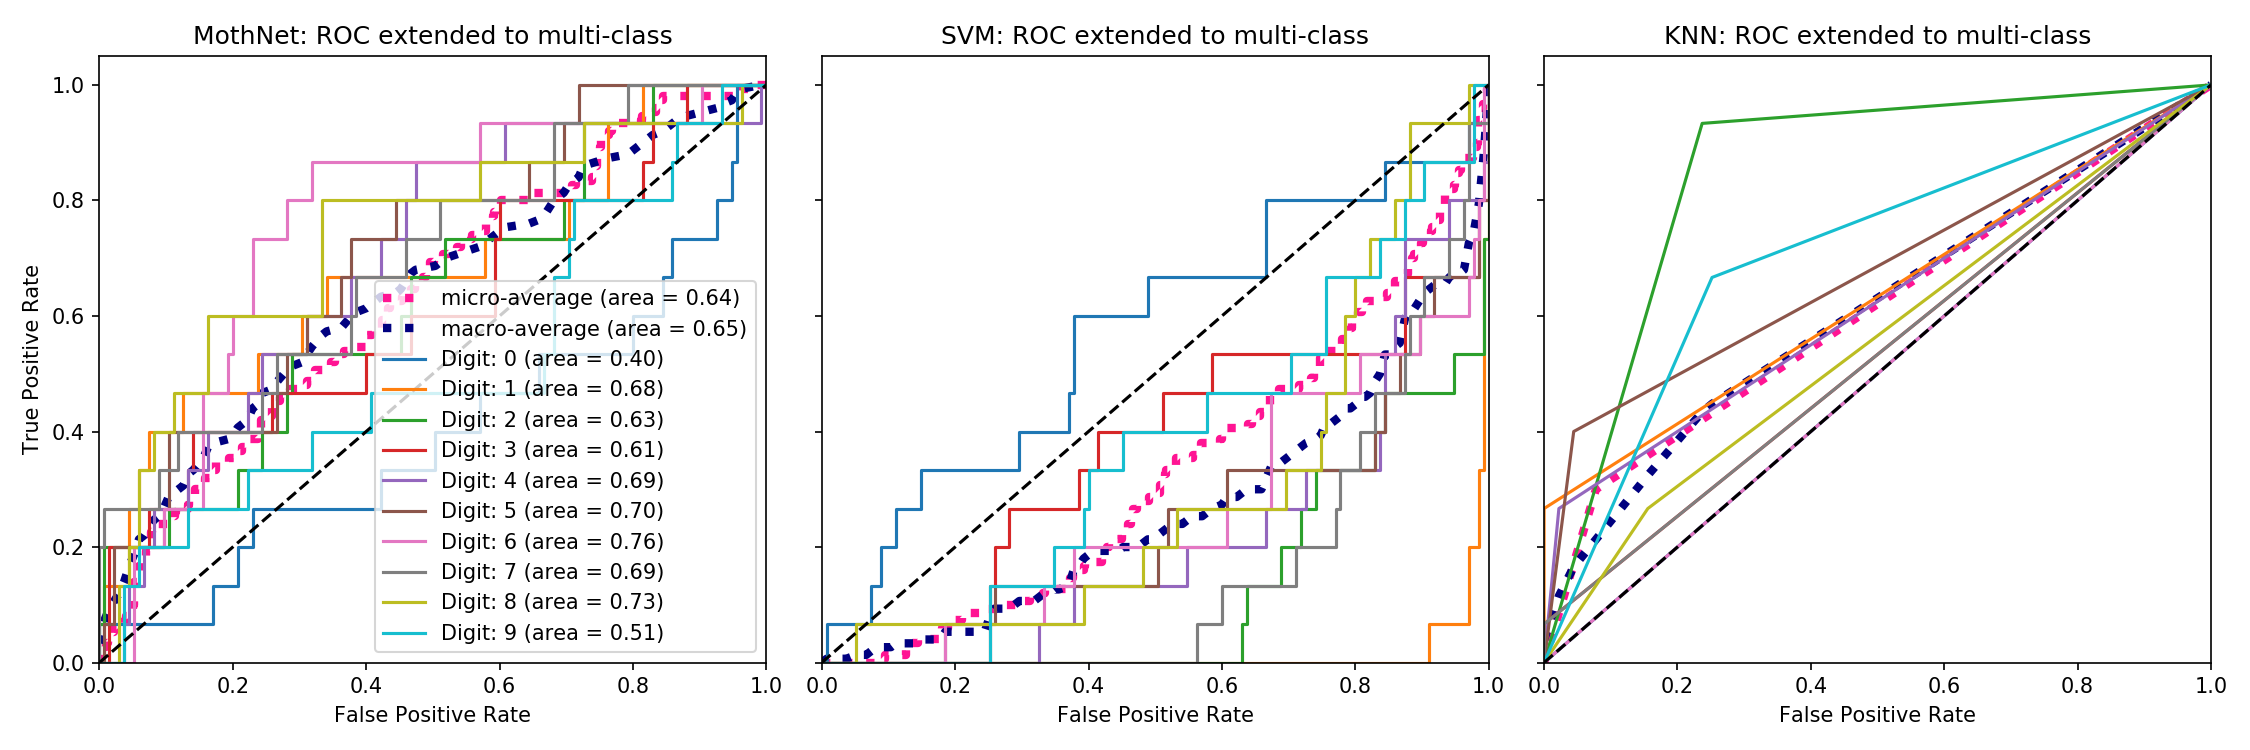 MothNet: ROC extended to multi-class
SVM: ROC extended to multi-class
KNN: ROC extended to multi-class
True Positive Rate
1.0
0.8
0.6
0.4
0.2
0.0
micro-average (area = 0.64)
macro-average (area = 0.65)
Digit: 0 (area = 0.40)
Digit: 1 (area = 0.68)
Digit: 2 (area = 0.63)
Digit: 3 (area = 0.61)
Digit: 4 (area = 0.69)
Digit: 5 (area = 0.70)
Digit: 6 (area = 0.76)
Digit: 7 (area = 0.69)
Digit: 8 (area = 0.73)
Digit: 9 (area = 0.51)
0.0 0.2 0.4 0.6 0.8 1.0
0.0 0.2 0.4 0.6 0.8 1.0
0.0 0.2 0.4 0.6 0.8 1.0
False Positive Rate
False Positive Rate
False Positive Rate